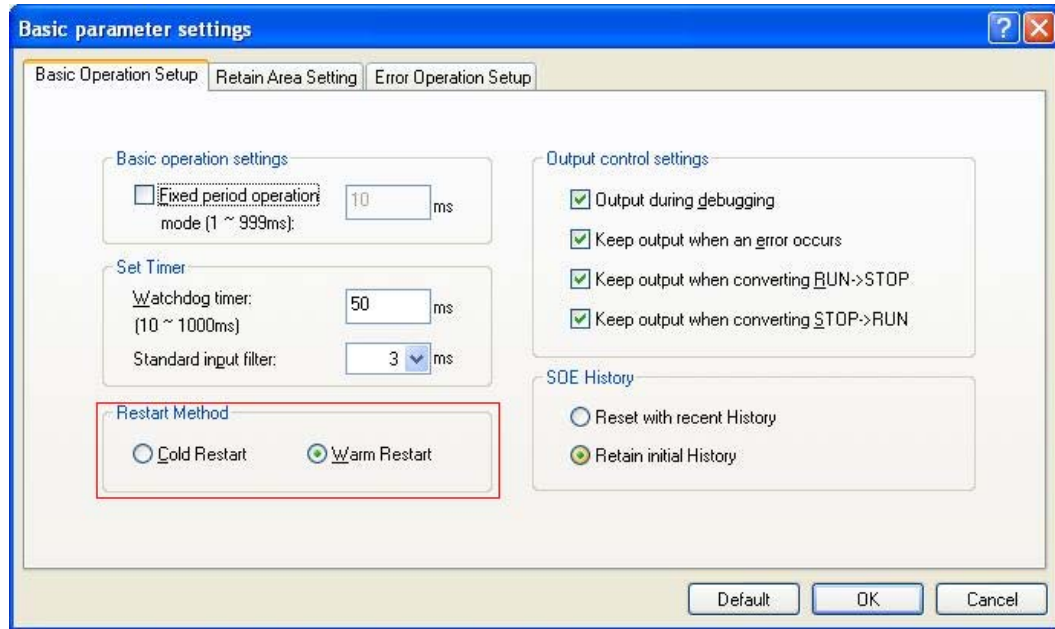 Basic parameter settings
Basic Operation Setup
Retain Area Setting
Error Operation Setup
Basic operation settings
Fixed period operation
mode (1 ~ 999ms):
10
ms
Set Timer
Watchdog timer:
(10 ~ 1000ms)
50
ms
Standard input filter:
3
ms
Restart Method
Cold Restart
Warm Restart
Output control settings
Output during debugging
Keep output when an error occurs
Keep output when converting RUN->STOP
Keep output when converting STOP->RUN
SOE History
Reset with recent History
Retain initial History
Default
OK
Cancel